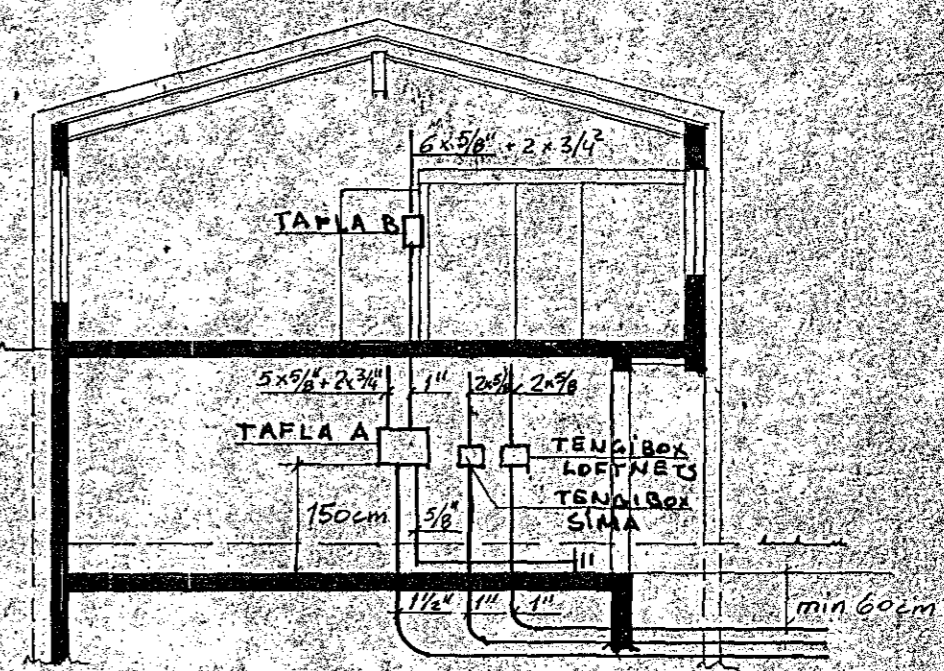 6 x 5/8" + 2 x 3/4"
TAFLA B
5 x 5/8" + 2 x 3/4"
1"
2x5/8
2x5/8
TAFLA A
TENGIBOX
LOFTNETS
TENGIBOX
SÍMA
150cm
5/8"
1 1/2"
1"
1"
min 60cm